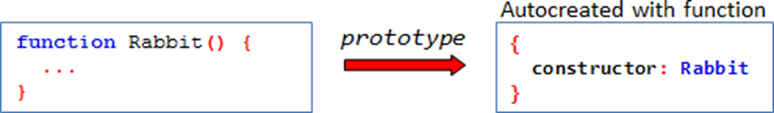 function Rabbit() {
...
}
prototype
Autocreated with function
{
constructor: Rabbit
}